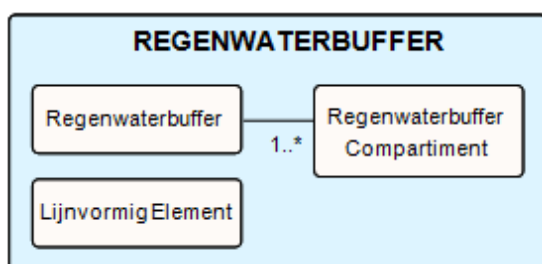 REGENWATERBUFFER
Regenwaterbuffer
1..*
Regenwaterbuffer
Compartiment
LijnvormigElement